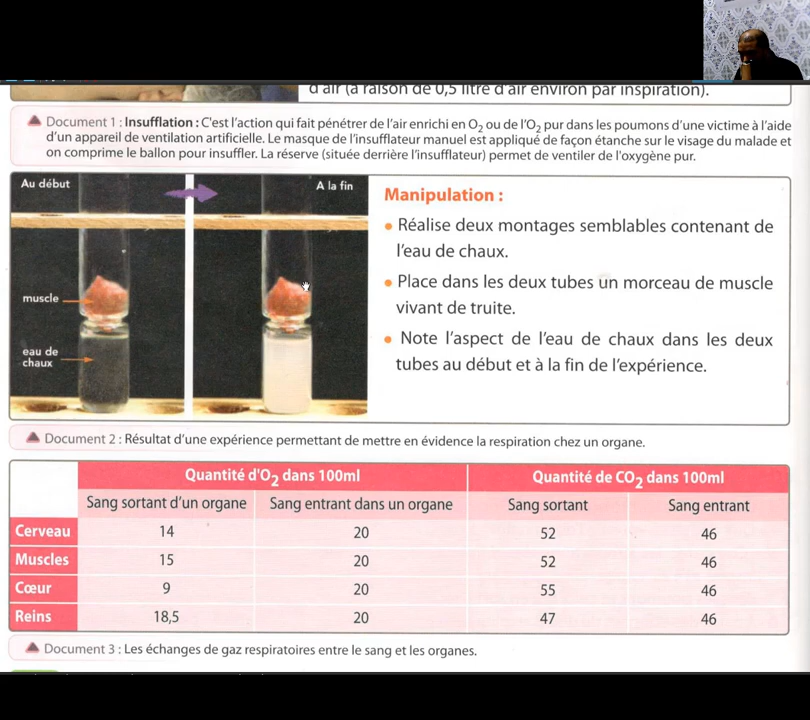 d'air (à raison de 0,5 litre d'air environ par inspiration).
Document 1 : Insufflation : C'est l'action qui fait pénétrer de l'air enrichi en O2 ou de l'O2 pur dans les poumons d'une victime à l'aide
d'un appareil de ventilation artificielle. Le masque de l'insufflateur manuel est appliqué de façon étanche sur le visage du malade et
on comprime le ballon pour insuffler. La réserve (située derrière l'insufflateur) permet de ventiler de l'oxygène pur.
Au début
A la fin
muscle
eau de
chaux
Manipulation :
• Réalise deux montages semblables contenant de
l'eau de chaux.
• Place dans les deux tubes un morceau de muscle
vivant de truite.
• Note l'aspect de l'eau de chaux dans les deux
tubes au début et à la fin de l'expérience.
Document 2 : Résultat d'une expérience permettant de mettre en évidence la respiration chez un organe.
Quantité d'O2 dans 100ml Quantité de CO2 dans 100ml
Sang sortant d'un organe Sang entrant dans un organe Sang sortant Sang entrant
Cerveau 14 20 52 46
Muscles 15 20 52 46
Cœur 9 20 55 46
Reins 18,5 20 47 46
Document 3 : Les échanges de gaz respiratoires entre le sang et les organes.